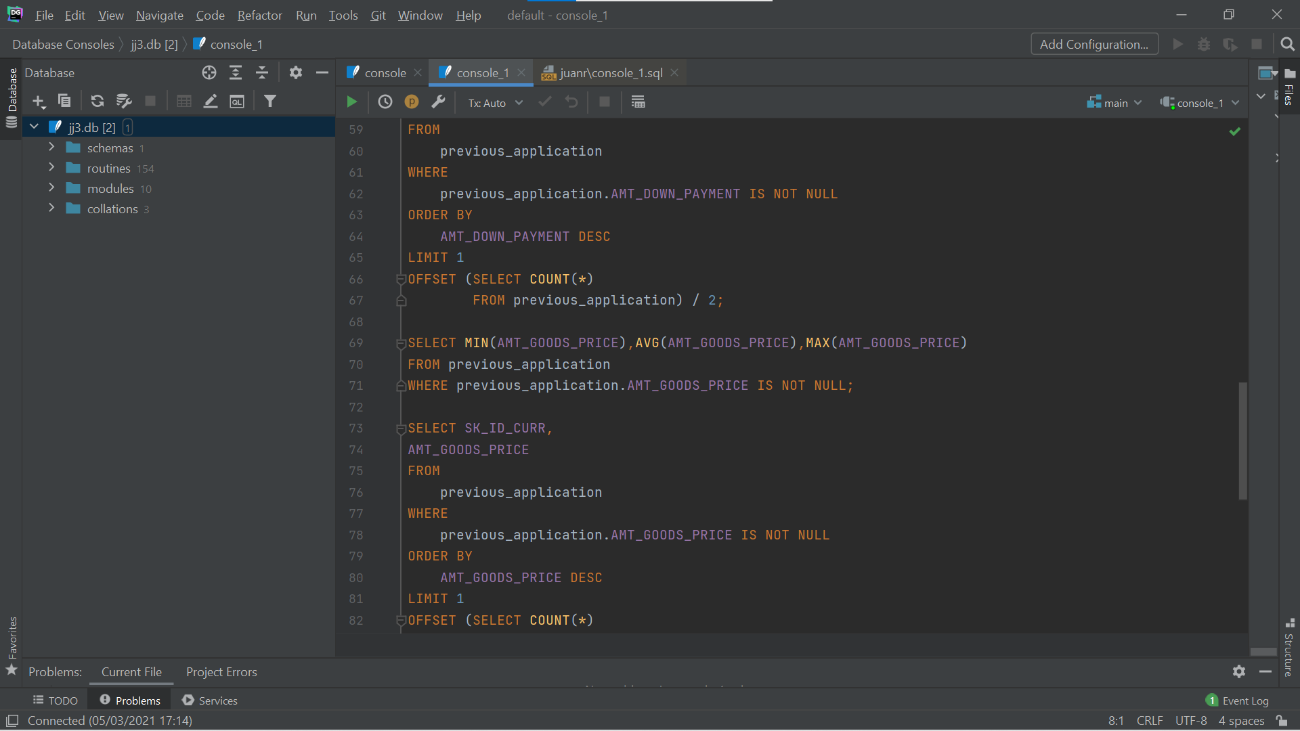 File Edit View Navigate Code Refactor Run Tools Git Window Help default - console_1
Database Consoles jj3.db [2] console_1 Add Configuration...
Database console console_1 juanr\console_1.sql
Tx: Auto main console_1
jj3.db [2] 1
schemas 1
routines 154
modules 10
collations 3
59 FROM
60 previous_application
61 WHERE
62 previous_application.AMT_DOWN_PAYMENT IS NOT NULL
63 ORDER BY
64 AMT_DOWN_PAYMENT DESC
65 LIMIT 1
66 OFFSET (SELECT COUNT(*)
67 FROM previous_application) / 2;
68
69 SELECT MIN(AMT_GOODS_PRICE),AVG(AMT_GOODS_PRICE),MAX(AMT_GOODS_PRICE)
70 FROM previous_application
71 WHERE previous_application.AMT_GOODS_PRICE IS NOT NULL;
72
73 SELECT SK_ID_CURR,
74 AMT_GOODS_PRICE
75 FROM
76 previous_application
77 WHERE
78 previous_application.AMT_GOODS_PRICE IS NOT NULL
79 ORDER BY
80 AMT_GOODS_PRICE DESC
81 LIMIT 1
82 OFFSET (SELECT COUNT(*)
Database
Favorites
Files
Structure
Problems: Current File Project Errors
TODO Problems Services 1 Event Log
Connected (05/03/2021 17:14) 8:1 CRLF UTF-8 4 spaces